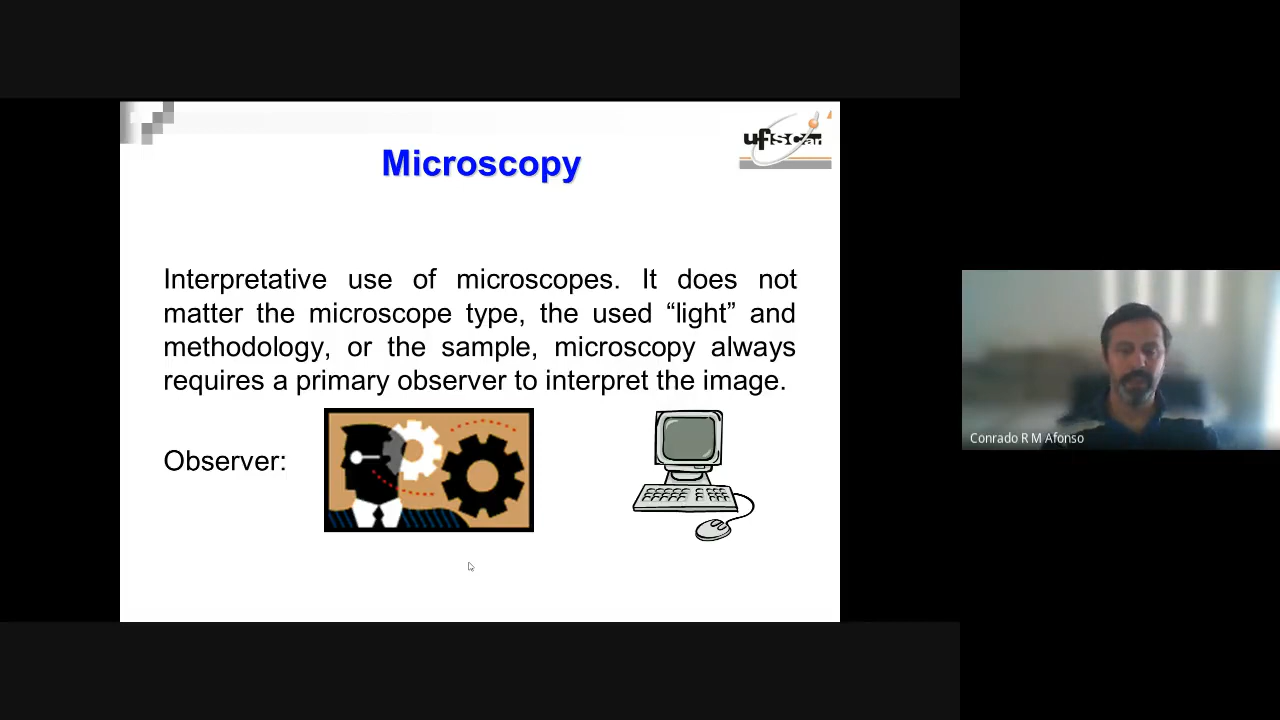 ufscar
Microscopy
Interpretative use of microscopes. It does not
matter the microscope type, the used “light” and
methodology, or the sample, microscopy always
requires a primary observer to interpret the image.
Observer:
Conrado R M Afonso